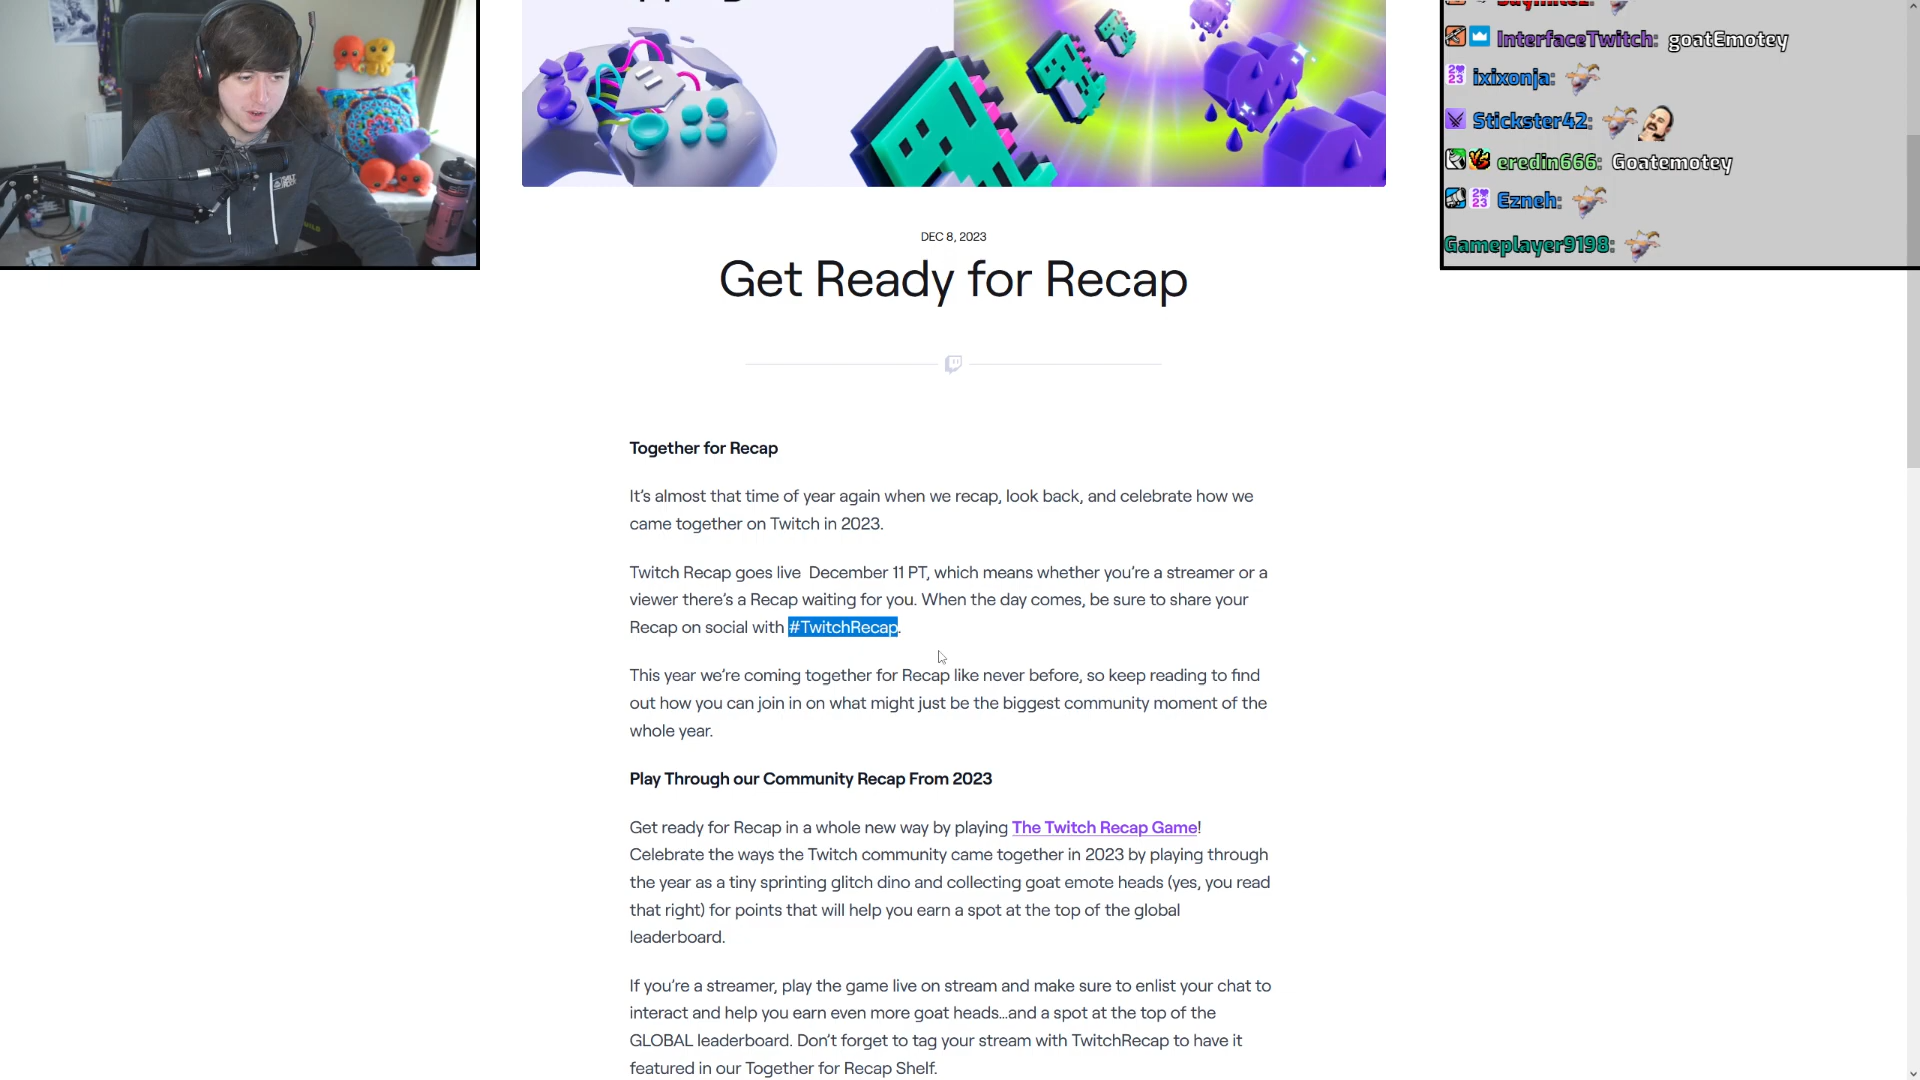 InterfaceTwitch: goatEmotey
ixixonja:
Stickster42:
eredin666: Goatemotey
Ezneh:
Gameplayer9198:
DEC 8, 2023
Get Ready for Recap
Together for Recap
It’s almost that time of year again when we recap, look back, and celebrate how we
came together on Twitch in 2023.
Twitch Recap goes live December 11 PT, which means whether you’re a streamer or a
viewer there’s a Recap waiting for you. When the day comes, be sure to share your
Recap on social with #TwitchRecap.
This year we’re coming together for Recap like never before, so keep reading to find
out how you can join in on what might just be the biggest community moment of the
whole year.
Play Through our Community Recap From 2023
Get ready for Recap in a whole new way by playing The Twitch Recap Game!
Celebrate the ways the Twitch community came together in 2023 by playing through
the year as a tiny sprinting glitch dino and collecting goat emote heads (yes, you read
that right) for points that will help you earn a spot at the top of the global
leaderboard.
If you’re a streamer, play the game live on stream and make sure to enlist your chat to
interact and help you earn even more goat heads...and a spot at the top of the
GLOBAL leaderboard. Don’t forget to tag your stream with TwitchRecap to have it
featured in our Together for Recap Shelf.